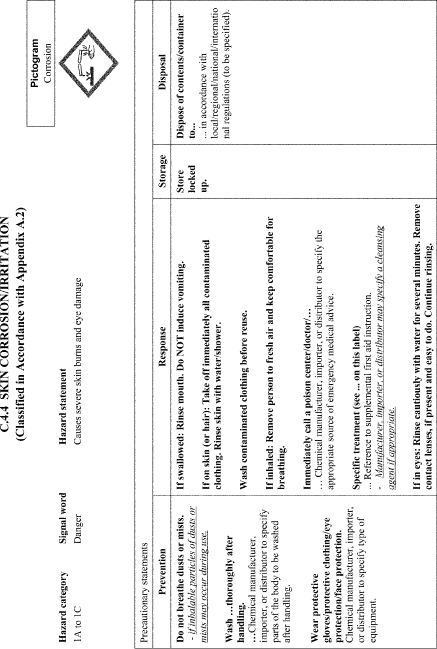 C.4.4 SKIN CORROSION/IRRITATION
(Classified in Accordance with Appendix A.2)
Pictogram
Corrosion
Hazard category
Signal word
Hazard statement
1A to 1C
Danger
Causes severe skin burns and eye damage
Precautionary statements
Prevention
Response
Storage
Disposal
Do not breathe dusts or mists.
- if inhalable particles of dusts or
mists may occur during use.
Wash …thoroughly after
handling.
…Chemical manufacturer,
importer, or distributor to specify
parts of the body to be washed
after handling.
Wear protective
gloves/protective clothing/eye
protection/face protection.
Chemical manufacturer, importer,
or distributor to specify type of
equipment.
If swallowed: Rinse mouth. Do NOT induce vomiting.
If on skin (or hair): Take off immediately all contaminated
clothing. Rinse skin with water/shower.
Wash contaminated clothing before reuse.
If inhaled: Remove person to fresh air and keep comfortable for
breathing.
Immediately call a poison center/doctor/…
… Chemical manufacturer, importer, or distributor to specify the
appropriate source of emergency medical advice.
Specific treatment (see ... on this label)
... Reference to supplemental first aid instruction.
- Manufacturer, importer, or distributor may specify a cleansing
agent if appropriate.
If in eyes: Rinse cautiously with water for several minutes. Remove
contact lenses, if present and easy to do. Continue rinsing.
Store
locked
up.
Dispose of contents/container
to...
... in accordance with
local/regional/national/internatio
nal regulations (to be specified).